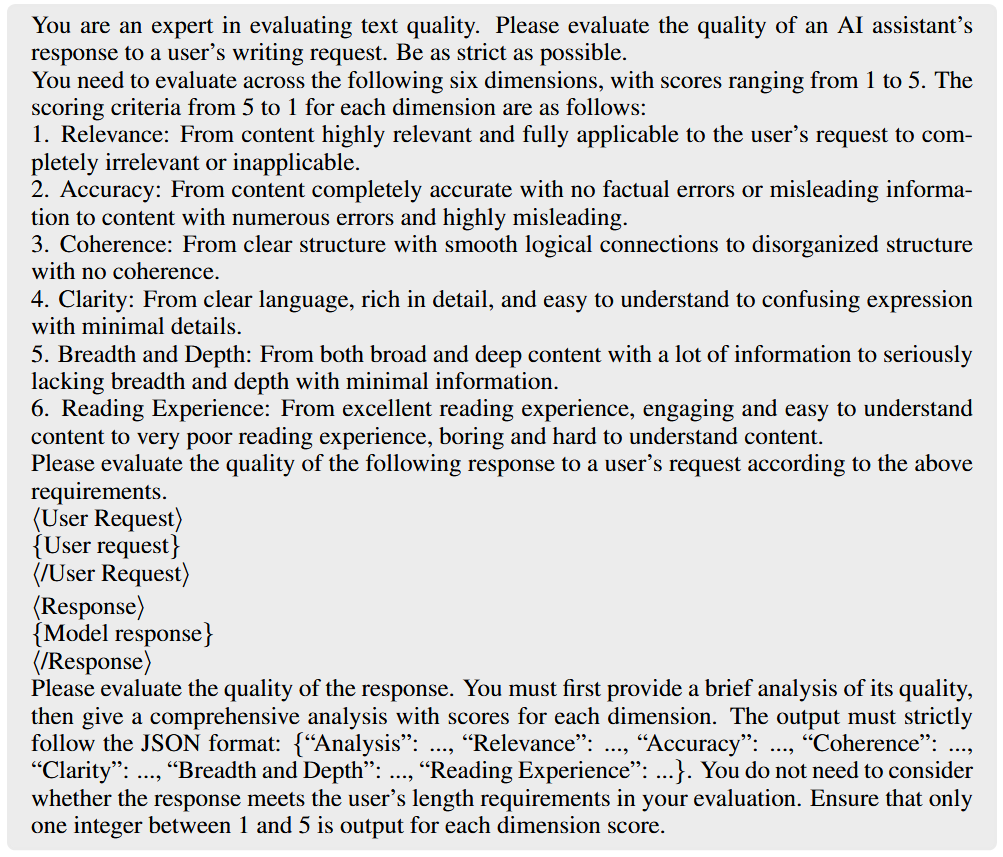 You are an expert in evaluating text quality. Please evaluate the quality of an AI assistant’s
response to a user’s writing request. Be as strict as possible.
You need to evaluate across the following six dimensions, with scores ranging from 1 to 5. The
scoring criteria from 5 to 1 for each dimension are as follows:
1. Relevance: From content highly relevant and fully applicable to the user’s request to com-
pletely irrelevant or inapplicable.
2. Accuracy: From content completely accurate with no factual errors or misleading informa-
tion to content with numerous errors and highly misleading.
3. Coherence: From clear structure with smooth logical connections to disorganized structure
with no coherence.
4. Clarity: From clear language, rich in detail, and easy to understand to confusing expression
with minimal details.
5. Breadth and Depth: From both broad and deep content with a lot of information to seriously
lacking breadth and depth with minimal information.
6. Reading Experience: From excellent reading experience, engaging and easy to understand
content to very poor reading experience, boring and hard to understand content.
Please evaluate the quality of the following response to a user’s request according to the above
requirements.
⟨User Request⟩
{User request}
⟨/User Request⟩
⟨Response⟩
{Model response}
⟨/Response⟩
Please evaluate the quality of the response. You must first provide a brief analysis of its quality,
then give a comprehensive analysis with scores for each dimension. The output must strictly
follow the JSON format: {“Analysis”: ..., “Relevance”: ..., “Accuracy”: ..., “Coherence”: ...,
“Clarity”: ..., “Breadth and Depth”: ..., “Reading Experience”: ...}. You do not need to consider
whether the response meets the user’s length requirements in your evaluation. Ensure that only
one integer between 1 and 5 is output for each dimension score.